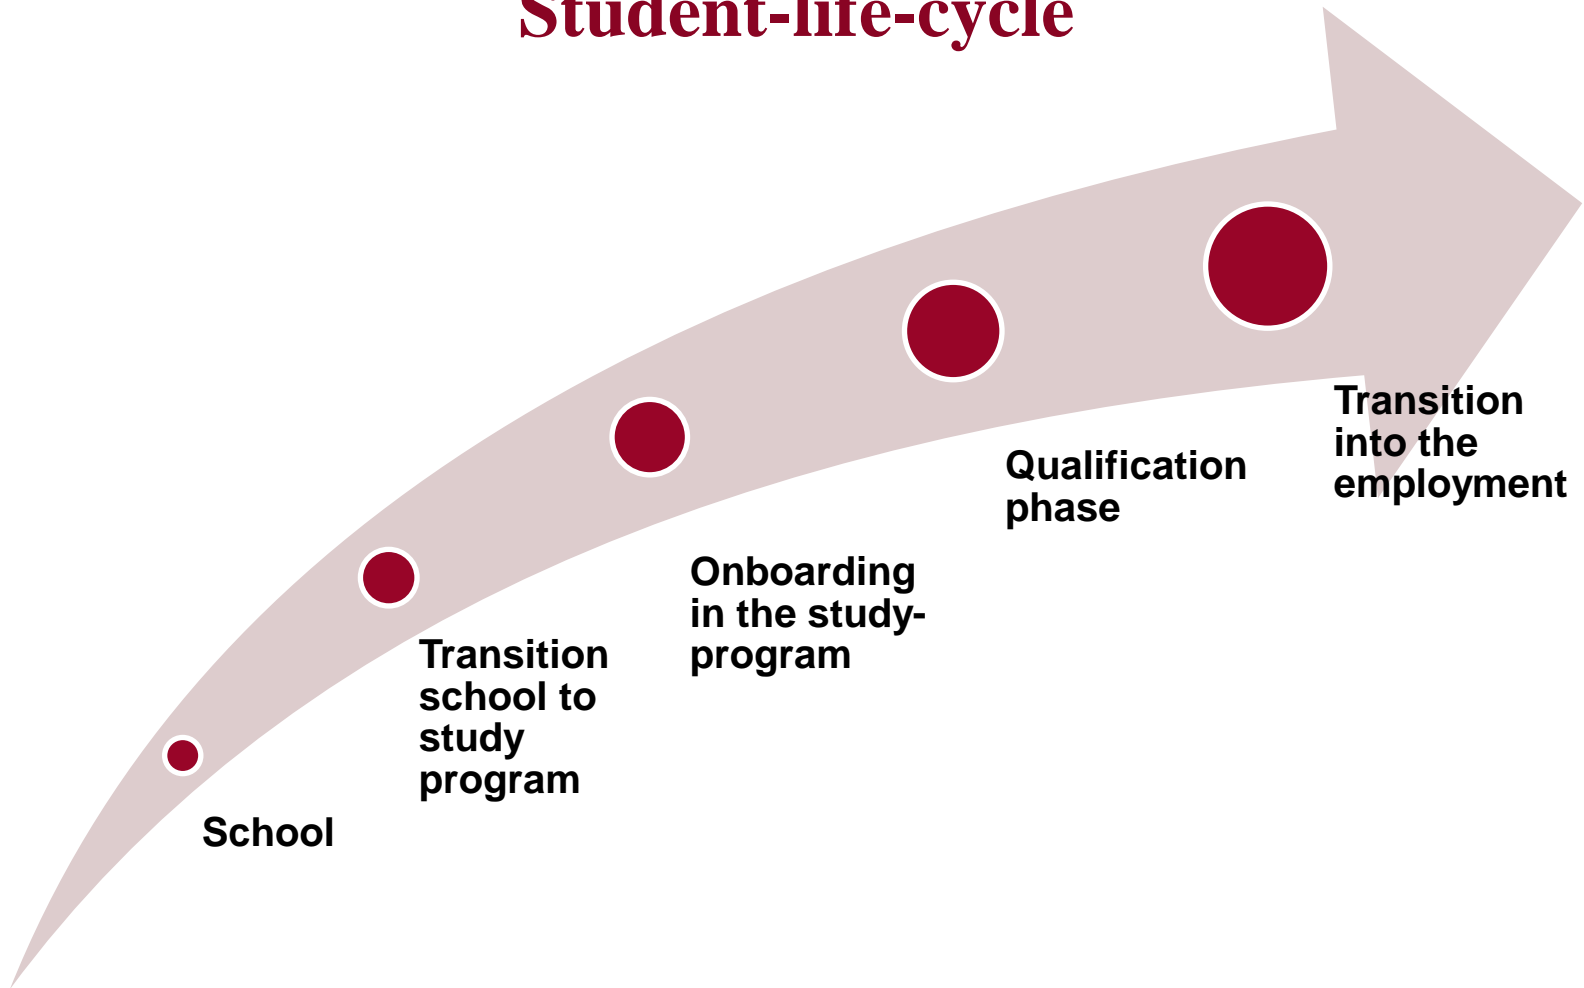 Student-life-cycle
School
Transition
school to
study
program
Onboarding
in the study-
program
Qualification
phase
Transition
into the
employment